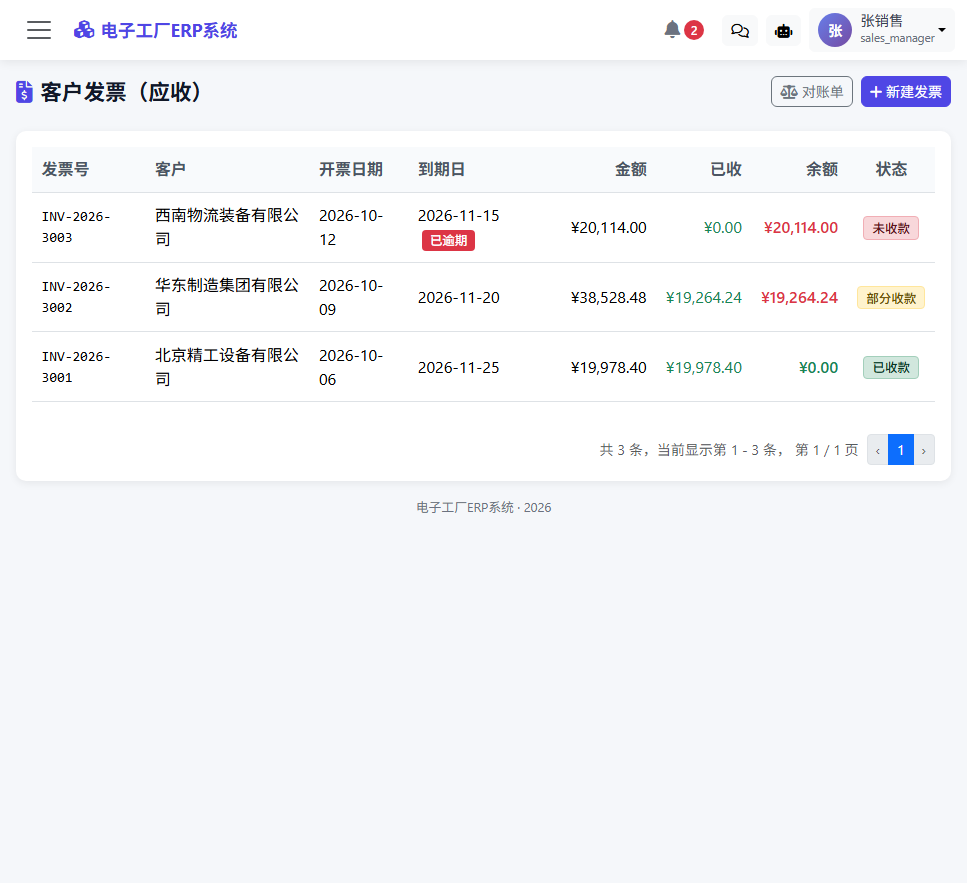 电子工厂ERP系统
2
张
张销售
sales_manager
客户发票（应收）
对账单
新建发票
发票号 客户 开票日期 到期日 金额 已收 余额 状态
INV-2026-3003 西南物流装备有限公司 2026-10-12 2026-11-15 已逾期 ¥20,114.00 ¥0.00 ¥20,114.00 未收款
INV-2026-3002 华东制造集团有限公司 2026-10-09 2026-11-20 ¥38,528.48 ¥19,264.24 ¥19,264.24 部分收款
INV-2026-3001 北京精工设备有限公司 2026-10-06 2026-11-25 ¥19,978.40 ¥19,978.40 ¥0.00 已收款
共 3 条，当前显示第 1 - 3 条， 第 1 / 1 页 ‹ 1 ›
电子工厂ERP系统 · 2026